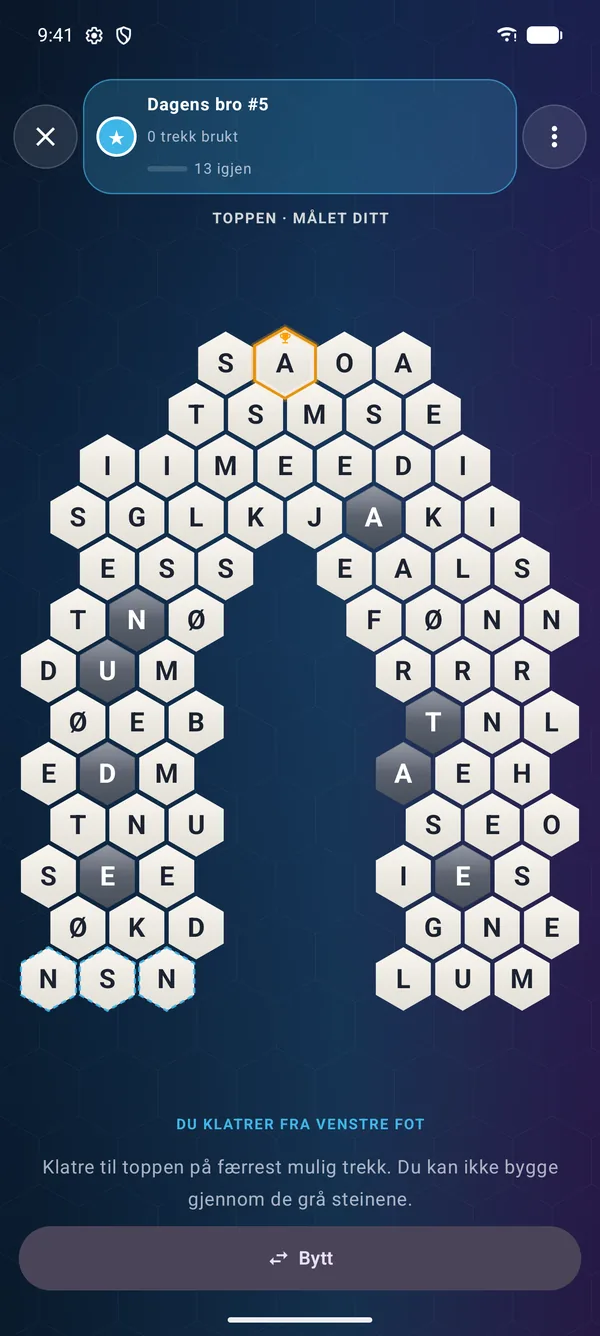 9:41
Dagens bro #5
0 trekk brukt
13 igjen
TOPPEN · MÅLET DITT
S A O A
T S M S E
I I M E E D I
S G L K J A K I
E S S E A L S
T N Ø F Ø N N
D U M R R R
Ø E B T N L
E D M A E H
T N U S E O
S E E I E S
Ø K D G N E
N S N L U M
DU KLATRER FRA VENSTRE FOT
Klatre til toppen på færrest mulig trekk. Du kan ikke bygge
gjennom de grå steinene.
Bytt